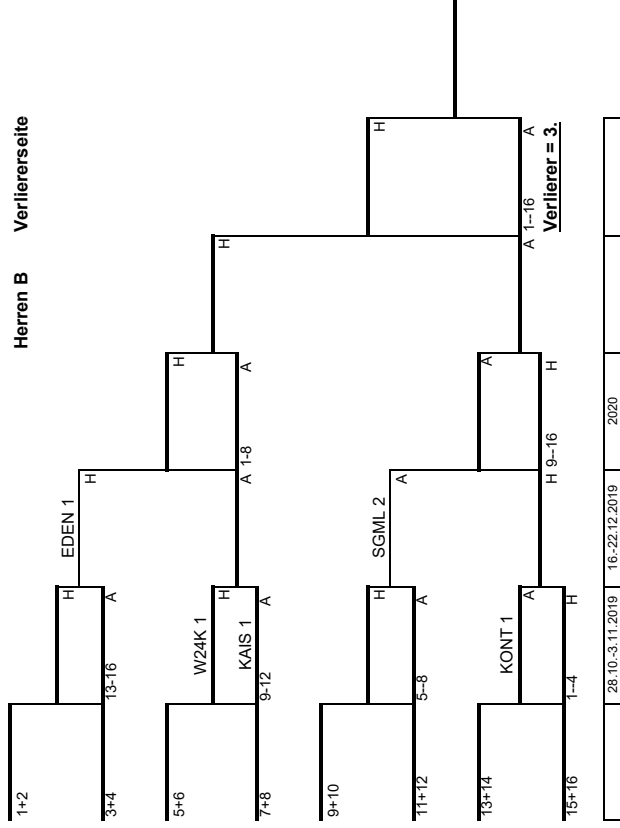 Herren B Verliererseite
1+2
EDEN 1
H
H
3+4 13-16 A
5+6 H
W24K 1
H H
KAIS 1 A 1-8 A
7+8 9-12 A
9+10
SGML 2
H H
A
11+12 5--8 A
13+14 A
KONT 1
A A 1--16 A
H 9--16 H Verlierer = 3.
15+16 1--4 H
28.10.-3.11.2019 16.-22.12.2019 2020